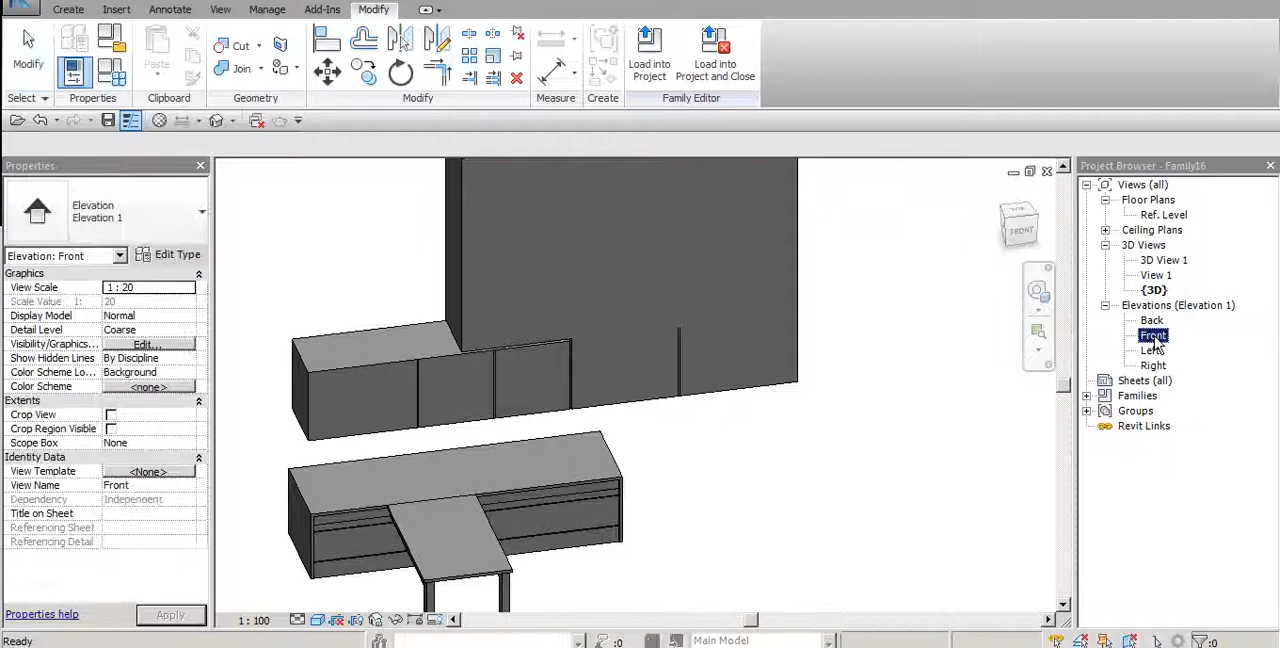 Create Insert Annotate View Manage Add-Ins Modify
Cut
Join
Modify
Paste
Load into Project
Load into Project and Close
Select Properties Clipboard Geometry Modify Measure Create Family Editor
Properties
Elevation
Elevation 1
Elevation: Front Edit Type
Graphics
View Scale 1 : 20
Scale Value 1: 20
Display Model Normal
Detail Level Coarse
Visibility/Graphics... Edit...
Show Hidden Lines By Discipline
Color Scheme Lo... Background
Color Scheme <none>
Extents
Crop View
Crop Region Visible
Scope Box None
Identity Data
View Template <None>
View Name Front
Dependency Independent
Title on Sheet
Referencing Sheet
Referencing Detail
Properties help Apply
FRONT
Project Browser - Family16
Views (all)
Floor Plans
Ref. Level
Ceiling Plans
3D Views
3D View 1
View 1
{3D}
Elevations (Elevation 1)
Back
Front
Left
Right
Sheets (all)
Families
Groups
Revit Links
1 : 100
Ready :0 Main Model :0